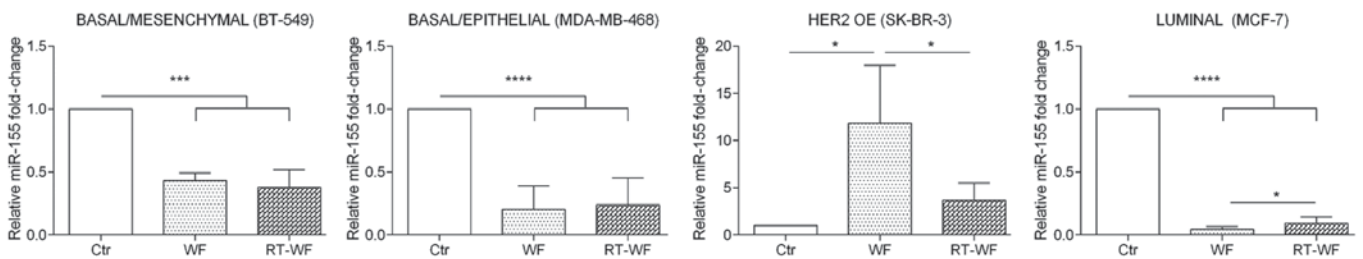 BASAL/MESENCHYMAL (BT-549)
Relative miR-155 fold-change
1.5
1.0
0.5
0.0
***
Ctr WF RT-WF
BASAL/EPITHELIAL (MDA-MB-468)
Relative miR-155 fold-change
1.5
1.0
0.5
0.0
****
Ctr WF RT-WF
HER2 OE (SK-BR-3)
Relative miR-155 fold-change
20
15
10
5
0
* *
Ctr WF RT-WF
LUMINAL (MCF-7)
Relative miR-155 fold change
1.5
1.0
0.5
0.0
****
*
Ctr WF RT-WF